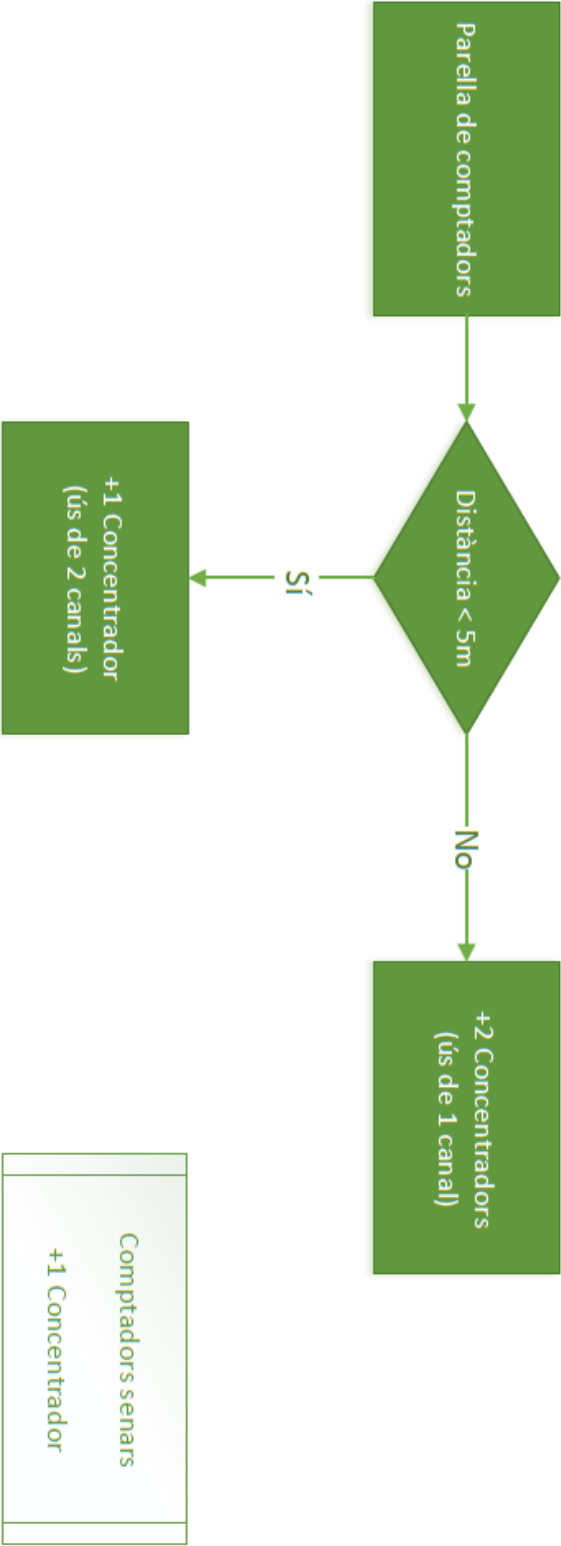 Parella de comptadors
Distància < 5m
No
+2 Concentradors
(ús de 1 canal)
Sí
+1 Concentrador
(ús de 2 canals)
Comptadors senars
+1 Concentrador